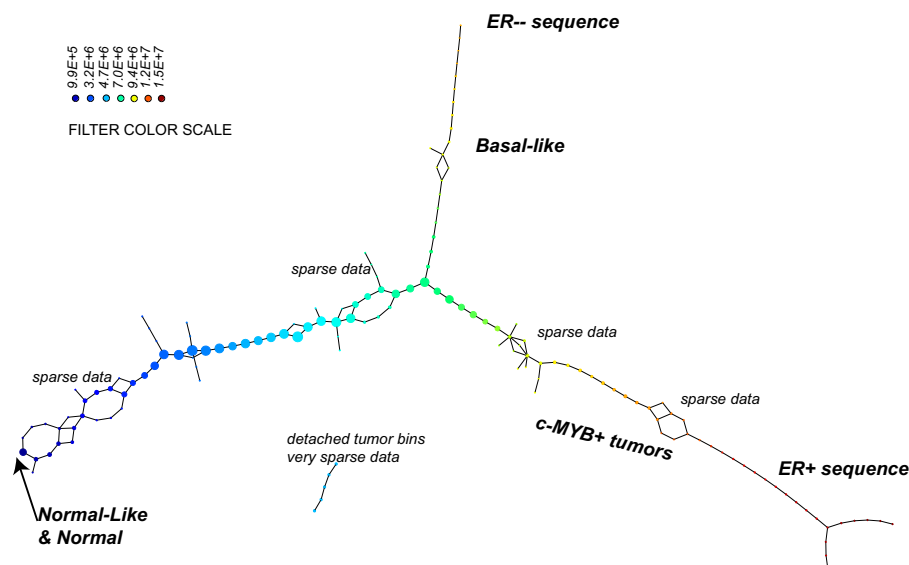 ER-- sequence
9.9E+5
3.2E+6
4.7E+6
7.0E+6
9.4E+6
1.2E+7
1.5E+7
FILTER COLOR SCALE
Basal-like
sparse data
sparse data
sparse data
sparse data
c-MYB+ tumors
detached tumor bins
very sparse data
ER+ sequence
Normal-Like
& Normal